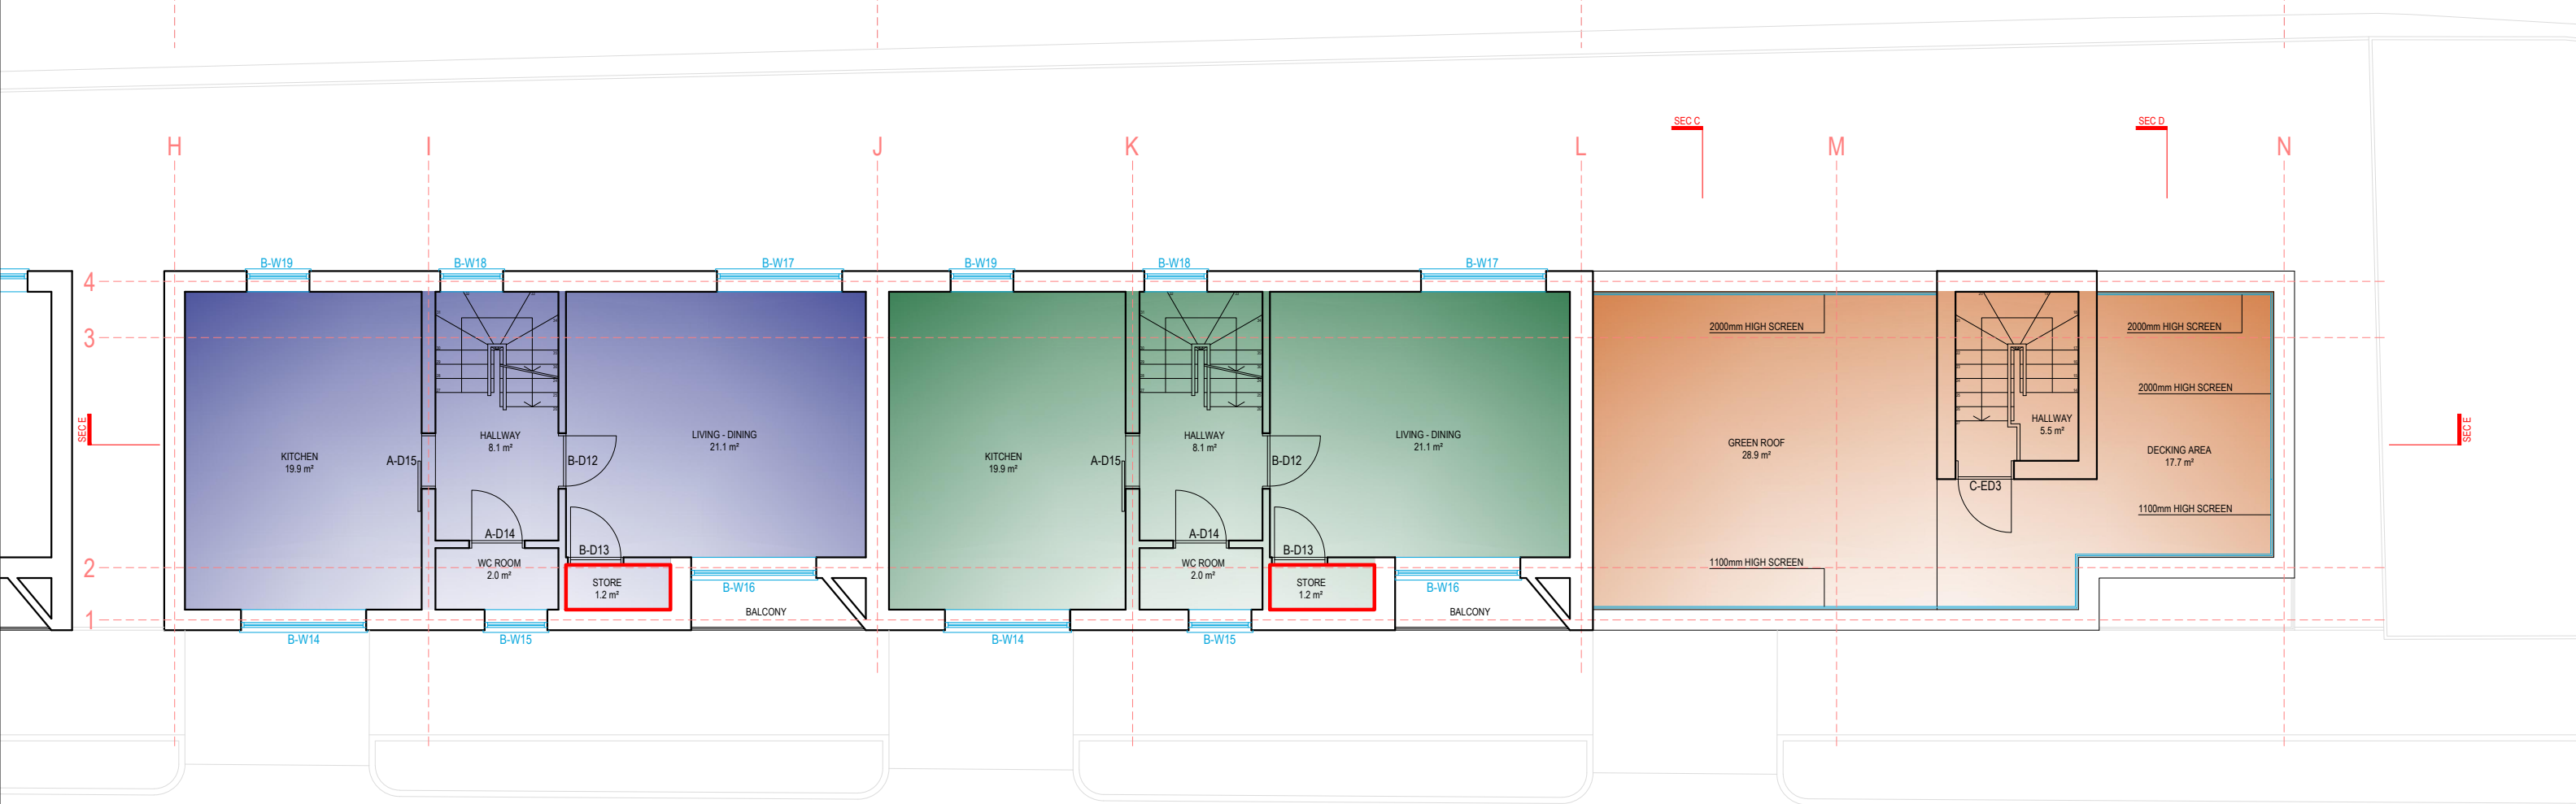 SEC C
SEC D
H
I
J
K
L
M
N
B-W19
B-W18
B-W17
B-W19
B-W18
B-W17
4
3
2000mm HIGH SCREEN
2000mm HIGH SCREEN
2000mm HIGH SCREEN
SEC E
KITCHEN
19.9 m²
A-D15
HALLWAY
8.1 m²
B-D12
LIVING - DINING
21.1 m²
KITCHEN
19.9 m²
A-D15
HALLWAY
8.1 m²
B-D12
LIVING - DINING
21.1 m²
GREEN ROOF
28.9 m²
HALLWAY
5.5 m²
DECKING AREA
17.7 m²
SEC E
C-ED3
1100mm HIGH SCREEN
A-D14
B-D13
A-D14
B-D13
1100mm HIGH SCREEN
2
WC ROOM
2.0 m²
STORE
1.2 m²
B-W16
BALCONY
WC ROOM
2.0 m²
STORE
1.2 m²
B-W16
BALCONY
1
B-W14
B-W15
B-W14
B-W15